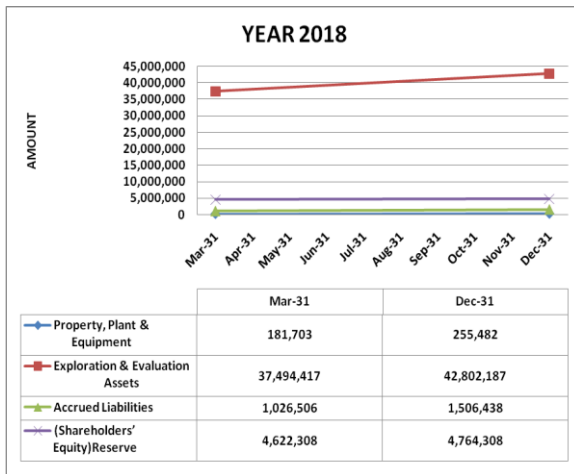 YEAR 2018
AMOUNT
45,000,000
40,000,000
35,000,000
30,000,000
25,000,000
20,000,000
15,000,000
10,000,000
5,000,000
0
Mar-31 Apr-31 May-31 Jun-31 Jul-31 Aug-31 Sep-31 Oct-31 Nov-31 Dec-31
Mar-31 Dec-31
Property, Plant & 
Equipment 181,703 255,482
Exploration & Evaluation
Assets 37,494,417 42,802,187
Accrued Liabilities 1,026,506 1,506,438
(Shareholders'
Equity)Reserve 4,622,308 4,764,308